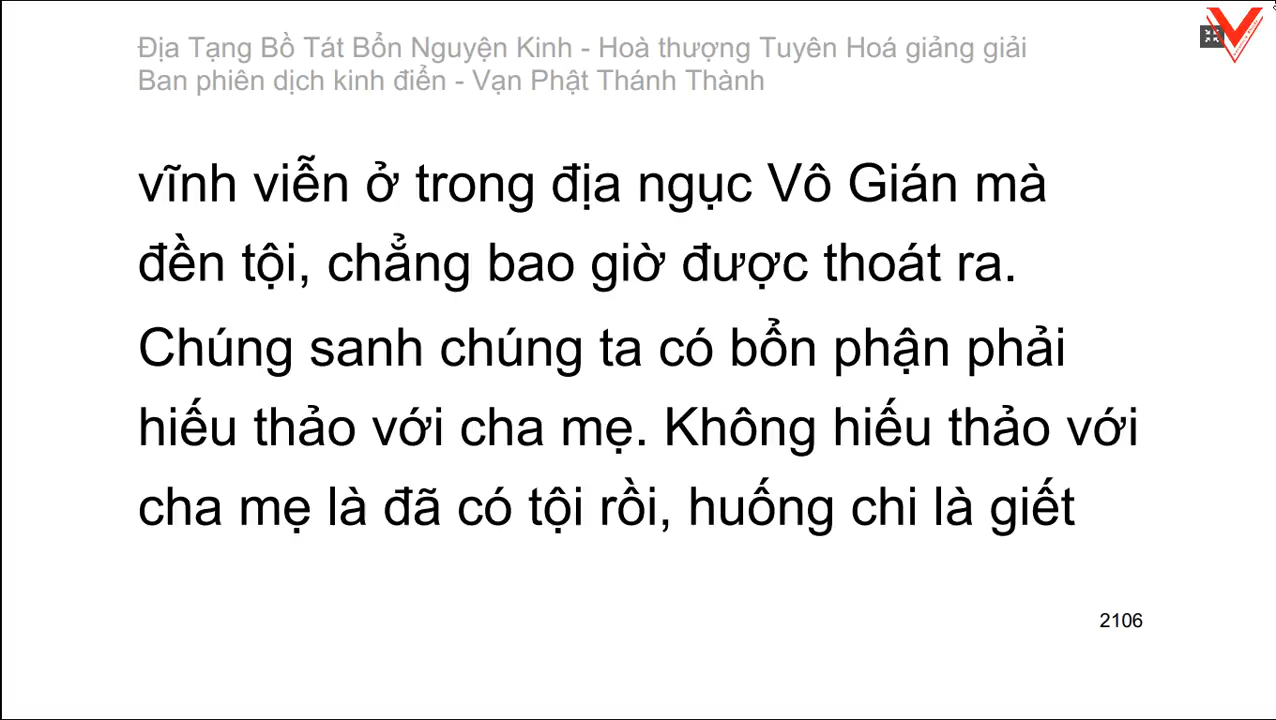 Địa Tạng Bồ Tát Bổn Nguyện Kinh - Hoà thượng Tuyên Hoá giảng giải
Ban phiên dịch kinh điển - Vạn Phật Thánh Thành
vĩnh viễn ở trong địa ngục Vô Gián mà
đền tội, chẳng bao giờ được thoát ra.
Chúng sanh chúng ta có bổn phận phải
hiếu thảo với cha mẹ. Không hiếu thảo với
cha mẹ là đã có tội rồi, huống chi là giết
2106